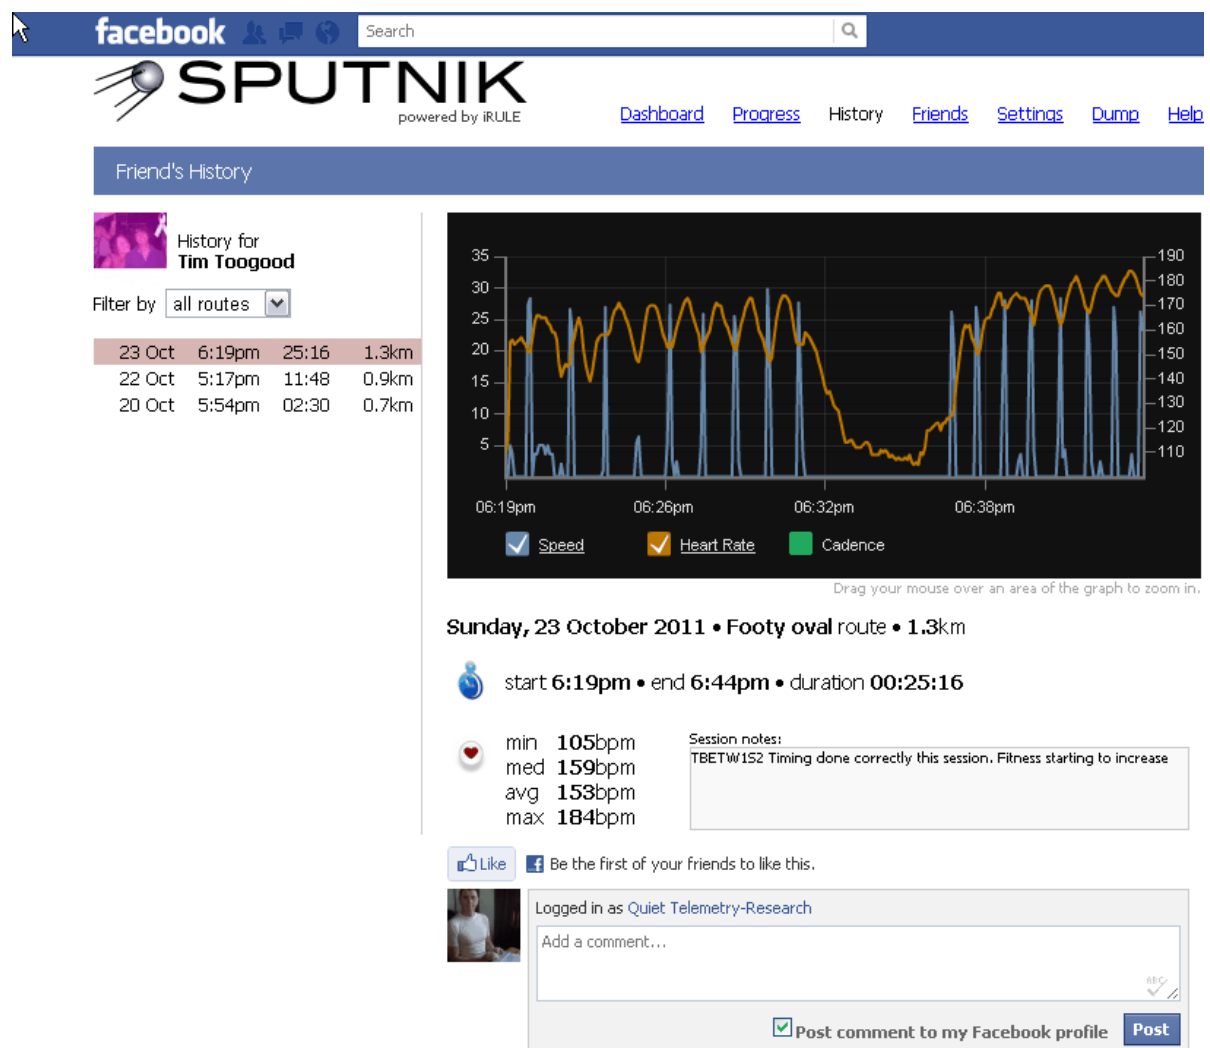 facebook Search
SPUTNIK
powered by iRULE
Dashboard Progress History Friends Settings Dump Help
Friend's History
History for
Tim Toogood
Filter by all routes
23 Oct 6:19pm 25:16 1.3km
22 Oct 5:17pm 11:48 0.9km
20 Oct 5:54pm 02:30 0.7km
35 190
30 180
170
25 160
20 150
15 140
130
10 120
5 110
06:19pm 06:26pm 06:32pm 06:38pm
Speed Heart Rate Cadence
Drag your mouse over an area of the graph to zoom in.
Sunday, 23 October 2011 • Footy oval route • 1.3km
start 6:19pm • end 6:44pm • duration 00:25:16
min 105bpm
med 159bpm
avg 153bpm
max 184bpm
Session notes:
TBETW1S2 Timing done correctly this session. Fitness starting to increase
Like Be the first of your friends to like this.
Logged in as Quiet Telemetry-Research
Add a comment...
ABC
Post comment to my Facebook profile Post